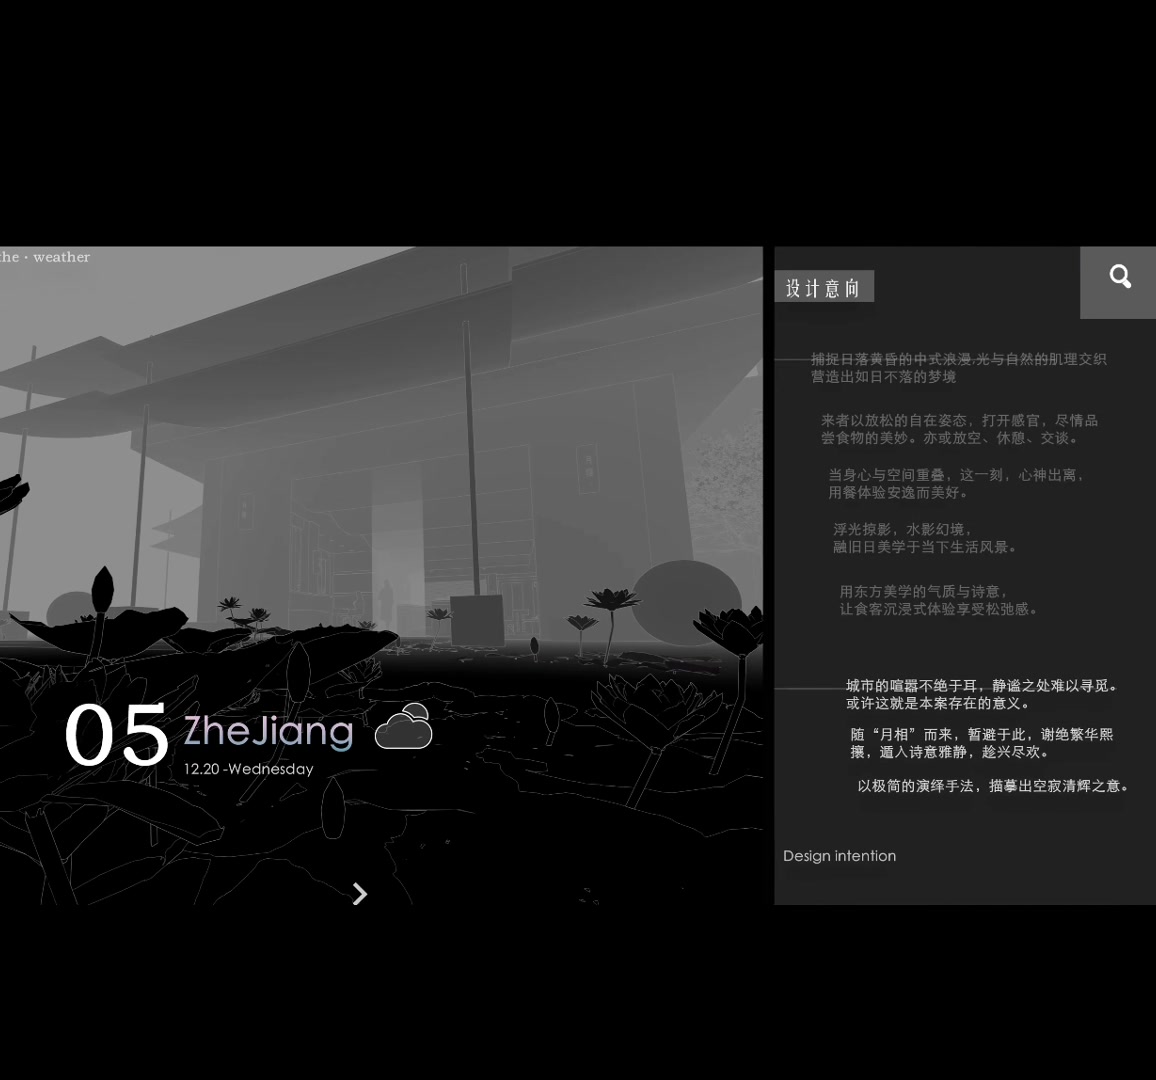 the · weather
设计意向
捕捉日落黄昏的中式浪漫,光与自然的肌理交织
营造出如日不落的梦境
来者以放松的自在姿态，打开感官，尽情品
尝食物的美妙。亦或放空、休憩、交谈。
当身心与空间重叠，这一刻，心神出离，
用餐体验安逸而美好。
浮光掠影，水影幻境，
融旧日美学于当下生活风景。
用东方美学的气质与诗意，
让食客沉浸式体验享受松弛感。
城市的喧嚣不绝于耳，静谧之处难以寻觅。
或许这就是本案存在的意义。
随“月相”而来，暂避于此，谢绝繁华熙
攘，遁入诗意雅静，趁兴尽欢。
以极简的演绎手法，描摹出空寂清辉之意。
05
ZheJiang
12.20 -Wednesday
Design intention